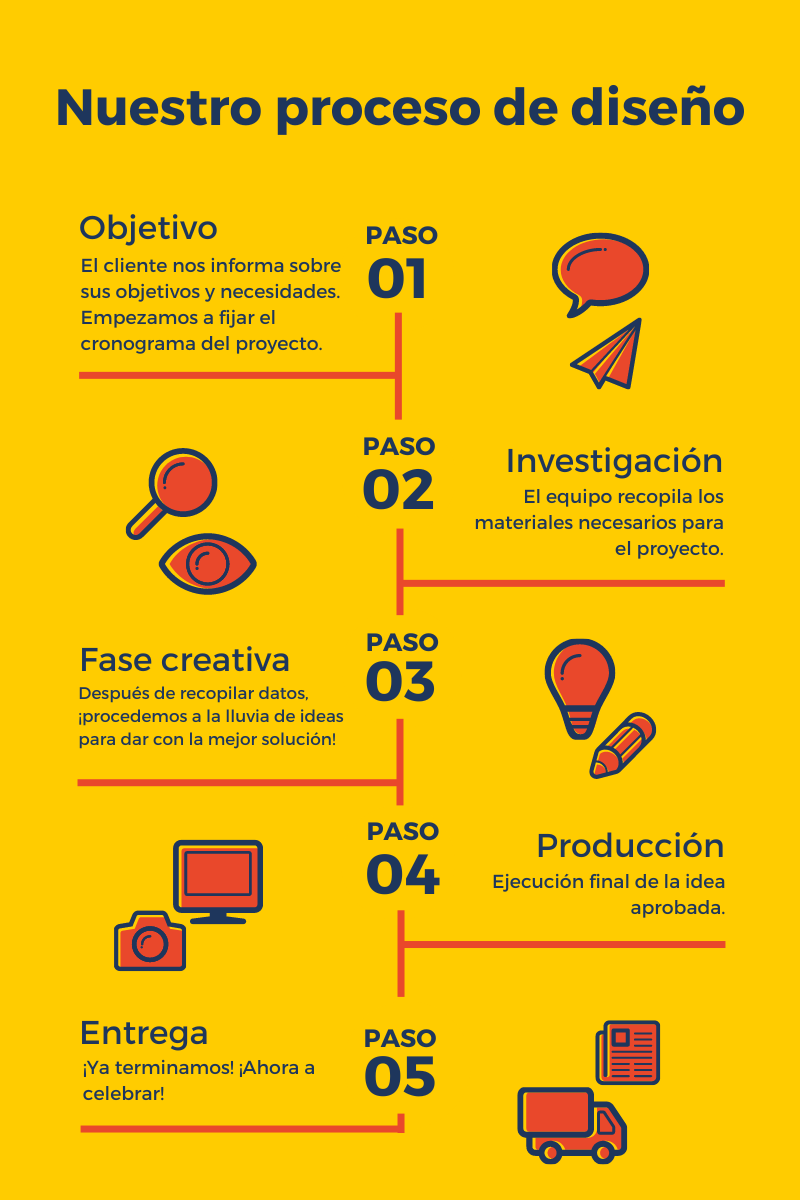 Nuestro proceso de diseño
Objetivo
El cliente nos informa sobre
sus objetivos y necesidades.
Empezamos a fijar el
cronograma del proyecto.
PASO
01
PASO
02
Investigación
El equipo recopila los
materiales necesarios para
el proyecto.
Fase creativa
Después de recopilar datos,
¡procedemos a la lluvia de ideas
para dar con la mejor solución!
PASO
03
PASO
04
Producción
Ejecución final de la idea
aprobada.
Entrega
¡Ya terminamos! ¡Ahora a
celebrar!
PASO
05